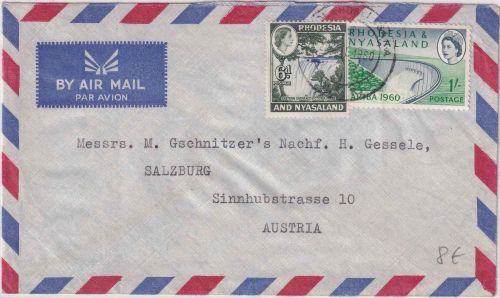 BY AIR MAIL
PAR AVION
RHODESIA
6d
AND NYASALAND
RHODESIA &
NYASALAND
1/-
KARIBA 1960
POSTAGE
Messrs. M. Gschnitzer's Nachf. H. Gessele,
SALZBURG
Sinnhubstrasse 10
AUSTRIA
8€